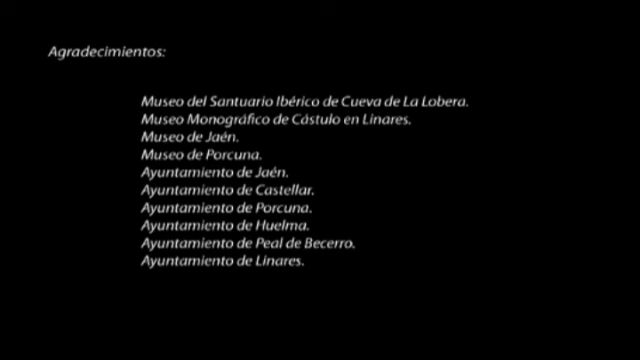 Agradecimientos:
Museo del Santuario Ibérico de Cueva de La Lobera.
Museo Monográfico de Cástulo en Linares.
Museo de Jaén.
Museo de Porcuna.
Ayuntamiento de Jaén.
Ayuntamiento de Castellar.
Ayuntamiento de Porcuna.
Ayuntamiento de Huelma.
Ayuntamiento de Peal de Becerro.
Ayuntamiento de Linares.